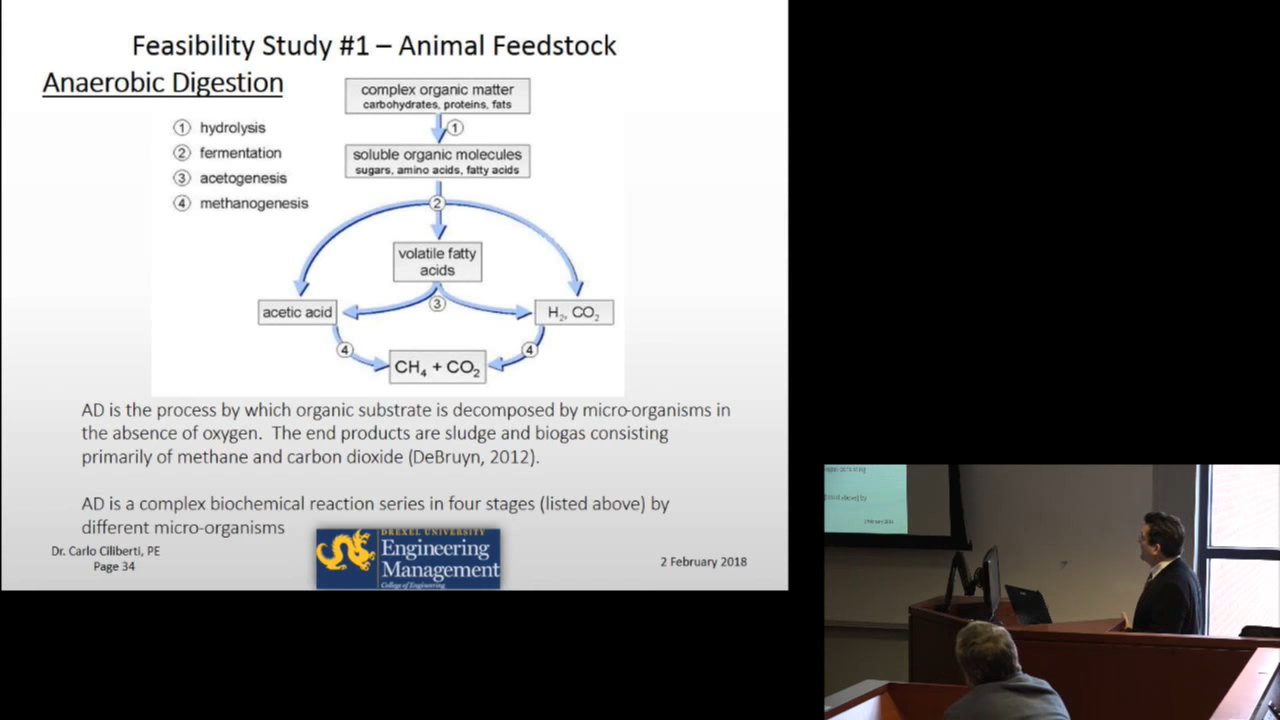 Feasibility Study #1 – Animal Feedstock
Anaerobic Digestion
① hydrolysis
② fermentation
③ acetogenesis
④ methanogenesis
complex organic matter
carbohydrates, proteins, fats
①
soluble organic molecules
sugars, amino acids, fatty acids
②
volatile fatty
acids
③
acetic acid
H₂, CO₂
④
④
CH₄ + CO₂
AD is the process by which organic substrate is decomposed by micro-organisms in
the absence of oxygen. The end products are sludge and biogas consisting
primarily of methane and carbon dioxide (DeBruyn, 2012).
AD is a complex biochemical reaction series in four stages (listed above) by
different micro-organisms
Dr. Carlo Ciliberti, PE
Page 34
DREXEL UNIVERSITY
Engineering
Management
College of Engineering
2 February 2018